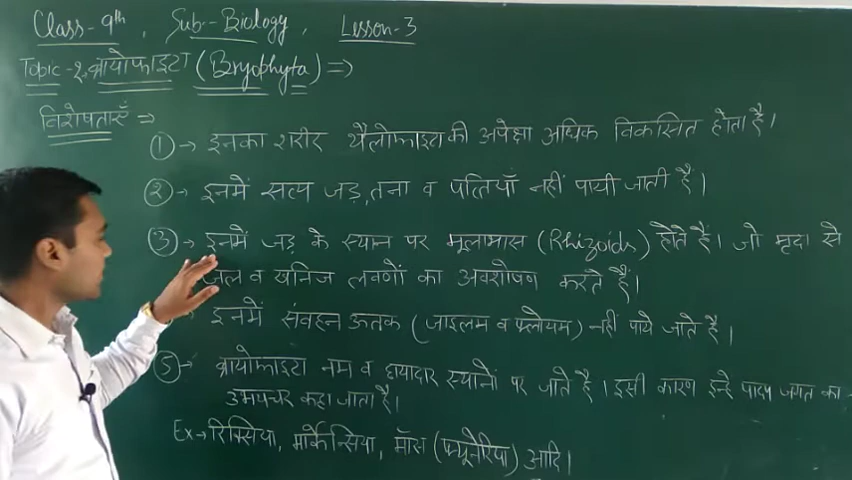 Class-9th, Sub:- Biology, Lesson-3
Topic-2. ब्रायोफाइटा (Bryophyta) ⇒
विशेषताएँ ⇒
① → इनका शरीर थैलोफाइटा की अपेक्षा अधिक विकसित होता है।
② → इनमें सत्य जड़, तना व पत्तियाँ नहीं पायी जाती है।
③ → इनमें जड़ के स्थान पर मूलाभास (Rhizoids) होते हैं। जो मृदा से
जल व खनिज लवणों का अवशोषण करते हैं।
इनमें संवहन ऊतक (जाइलम व फ्लोयम) नहीं पाये जाते है।
⑤ → ब्रायोफाइटा नम व छायादार स्थानों पर जाते है। इसी कारण इन्हे पादप जगत का
उभयचर कहा जाता है।
Ex → रिक्सिया, मार्केन्सिया, मॉस (फ्यूनेरिया) आदि।